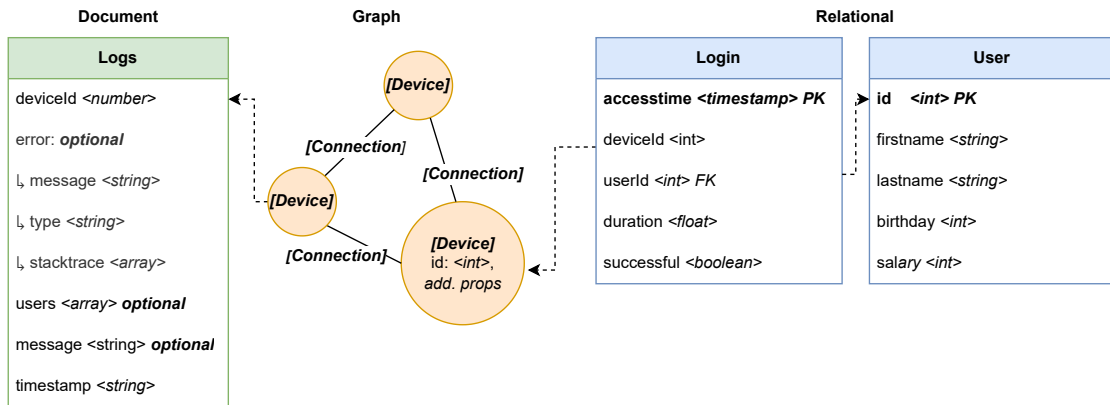 Document
Graph
Relational
Logs
deviceId <number>
error: optional
↳ message <string>
↳ type <string>
↳ stacktrace <array>
users <array> optional
message <string> optional
timestamp <string>
[Device]
[Connection]
[Connection]
[Device]
[Connection]
[Device]
id: <int>,
add. props
Login
accesstime <timestamp> PK
deviceId <int>
userId <int> FK
duration <float>
successful <boolean>
User
id <int> PK
firstname <string>
lastname <string>
birthday <int>
salary <int>